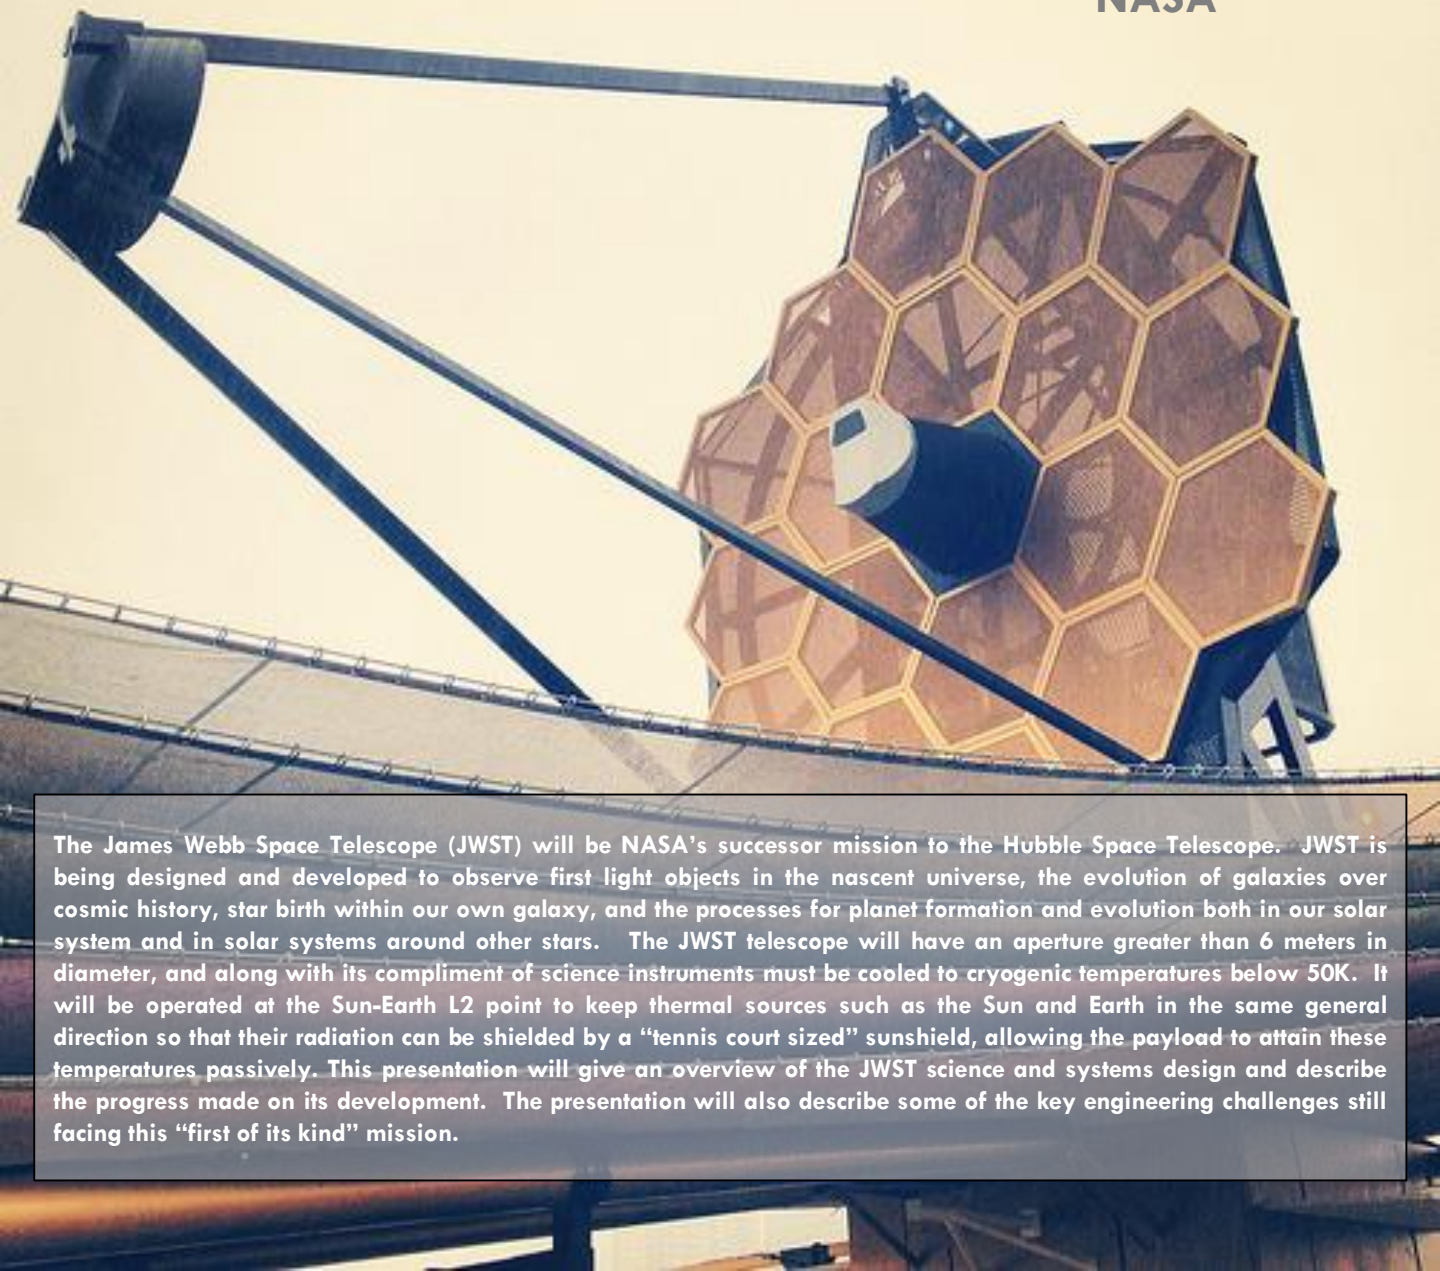 NASA
The James Webb Space Telescope (JWST) will be NASA’s successor mission to the Hubble Space Telescope.  JWST is
being designed and developed to observe first light objects in the nascent universe, the evolution of galaxies over
cosmic history, star birth within our own galaxy, and the processes for planet formation and evolution both in our solar
system and in solar systems around other stars.   The JWST telescope will have an aperture greater than 6 meters in
diameter, and along with its compliment of science instruments must be cooled to cryogenic temperatures below 50K.  It
will be operated at the Sun-Earth L2 point to keep thermal sources such as the Sun and Earth in the same general
direction so that their radiation can be shielded by a “tennis court sized” sunshield, allowing the payload to attain these
temperatures passively. This presentation will give an overview of the JWST science and systems design and describe
the progress made on its development.  The presentation will also describe some of the key engineering challenges still
facing this “first of its kind” mission.